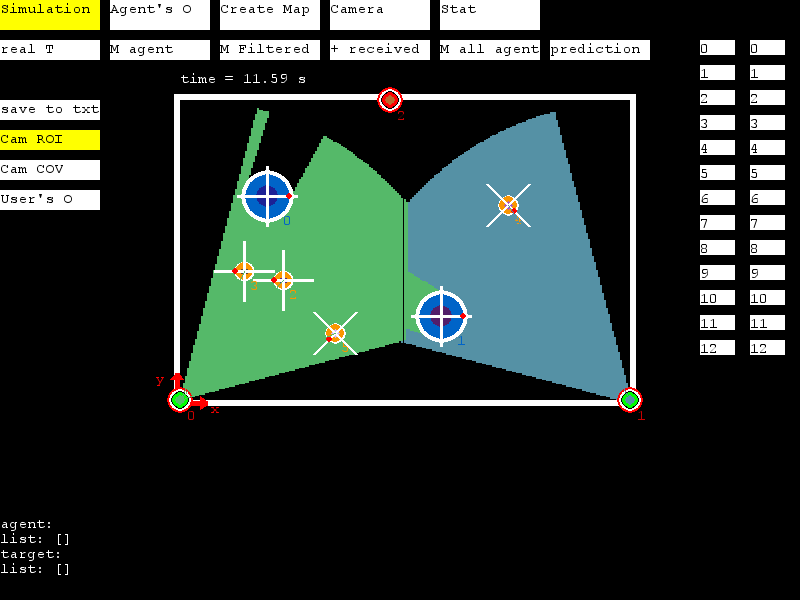 Simulation Agent's O Create Map Camera Stat
real T M agent M Filtered + received M all agent prediction
0 0
time = 11.59 s
1 1
2 2
save to txt
2
3 3
Cam ROI
4 4
Cam COV
5 5
User's O
6 6
0
7 7
8 8
9 9
10 10
11 11
1
12 12
y
x
0 1
agent:
list: []
target:
list: []